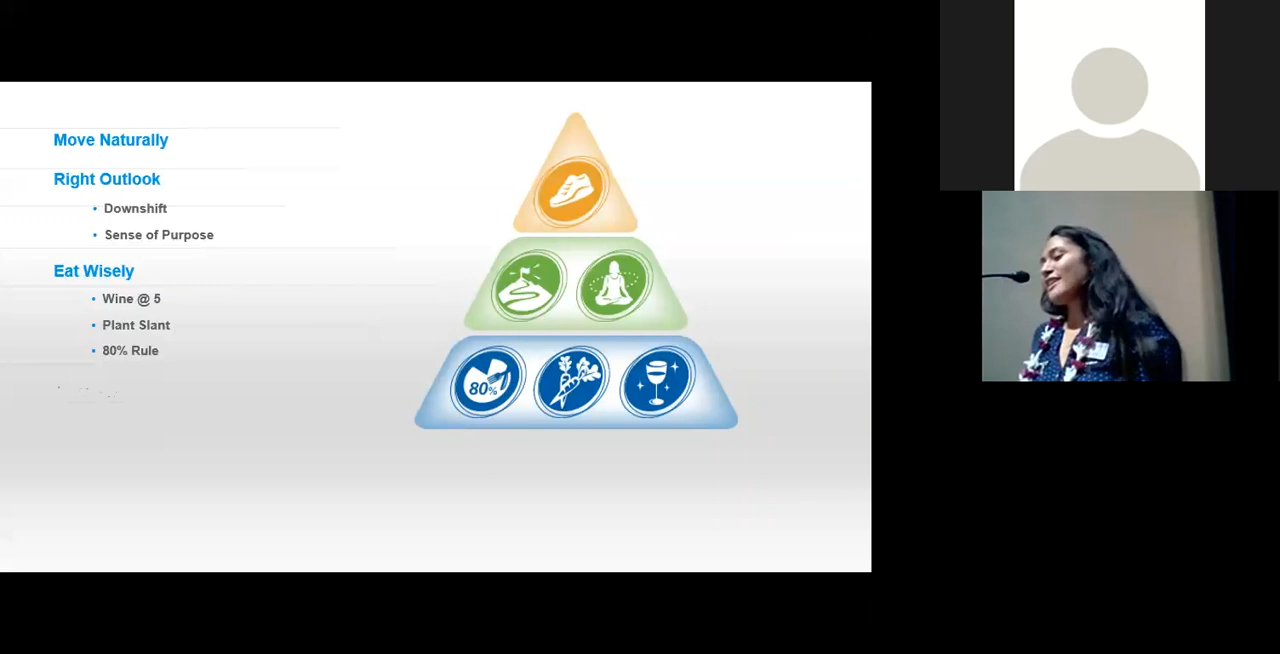 Move Naturally
Right Outlook
• Downshift
• Sense of Purpose
Eat Wisely
• Wine @ 5
• Plant Slant
• 80% Rule
80%